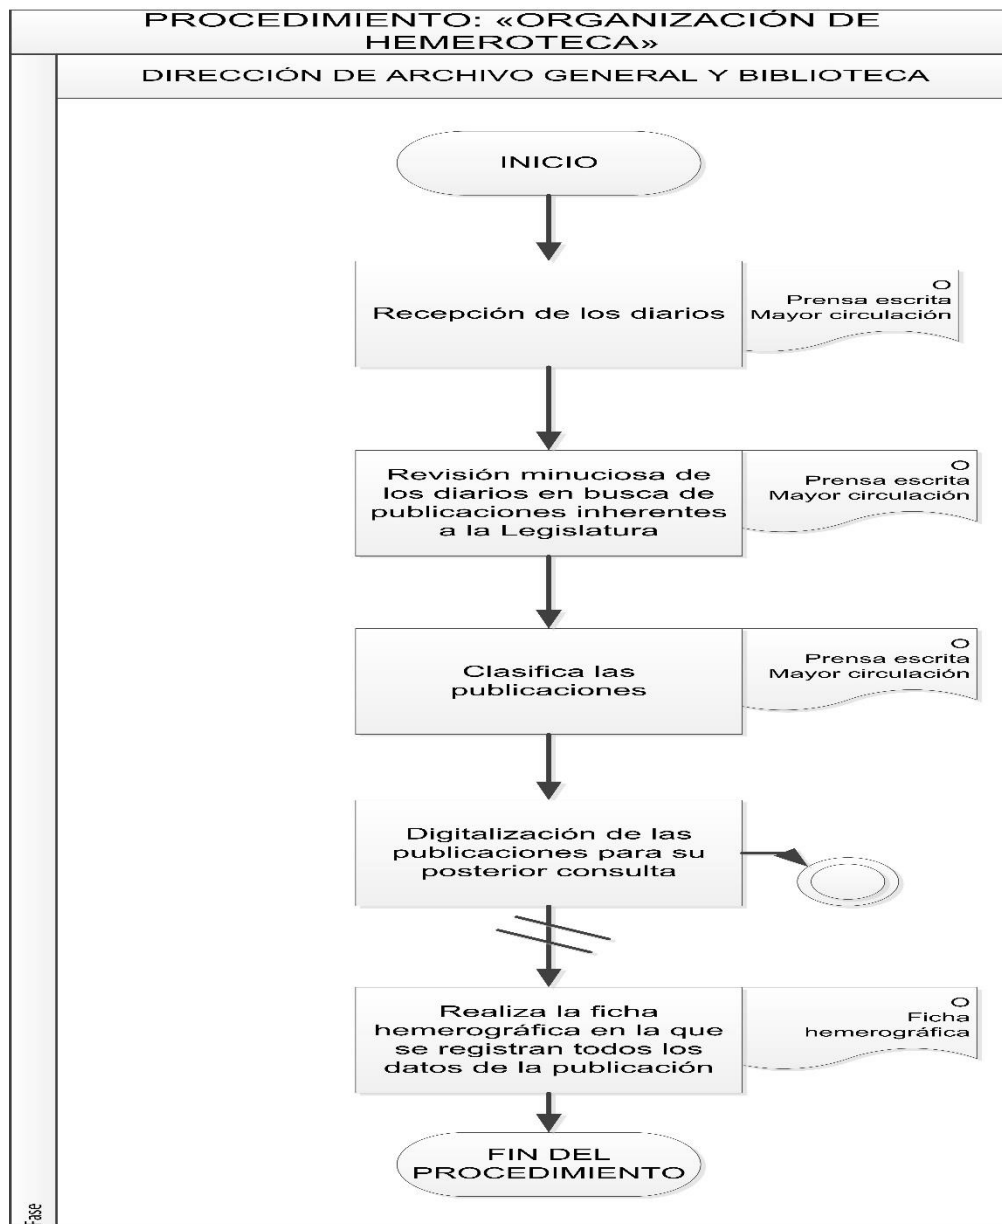 PROCEDIMIENTO: «ORGANIZACIÓN DE
HEMEROTECA»
DIRECCIÓN DE ARCHIVO GENERAL Y BIBLIOTECA
INICIO
Recepción de los diarios
O
Prensa escrita
Mayor circulación
Revisión minuciosa de
los diarios en busca de
publicaciones inherentes
a la Legislatura
O
Prensa escrita
Mayor circulación
Clasifica las
publicaciones
O
Prensa escrita
Mayor circulación
Digitalización de las
publicaciones para su
posterior consulta
Realiza la ficha
hemerográfica en la que
se registran todos los
datos de la publicación
O
Ficha
hemerográfica
FIN DEL
PROCEDIMIENTO
Fase